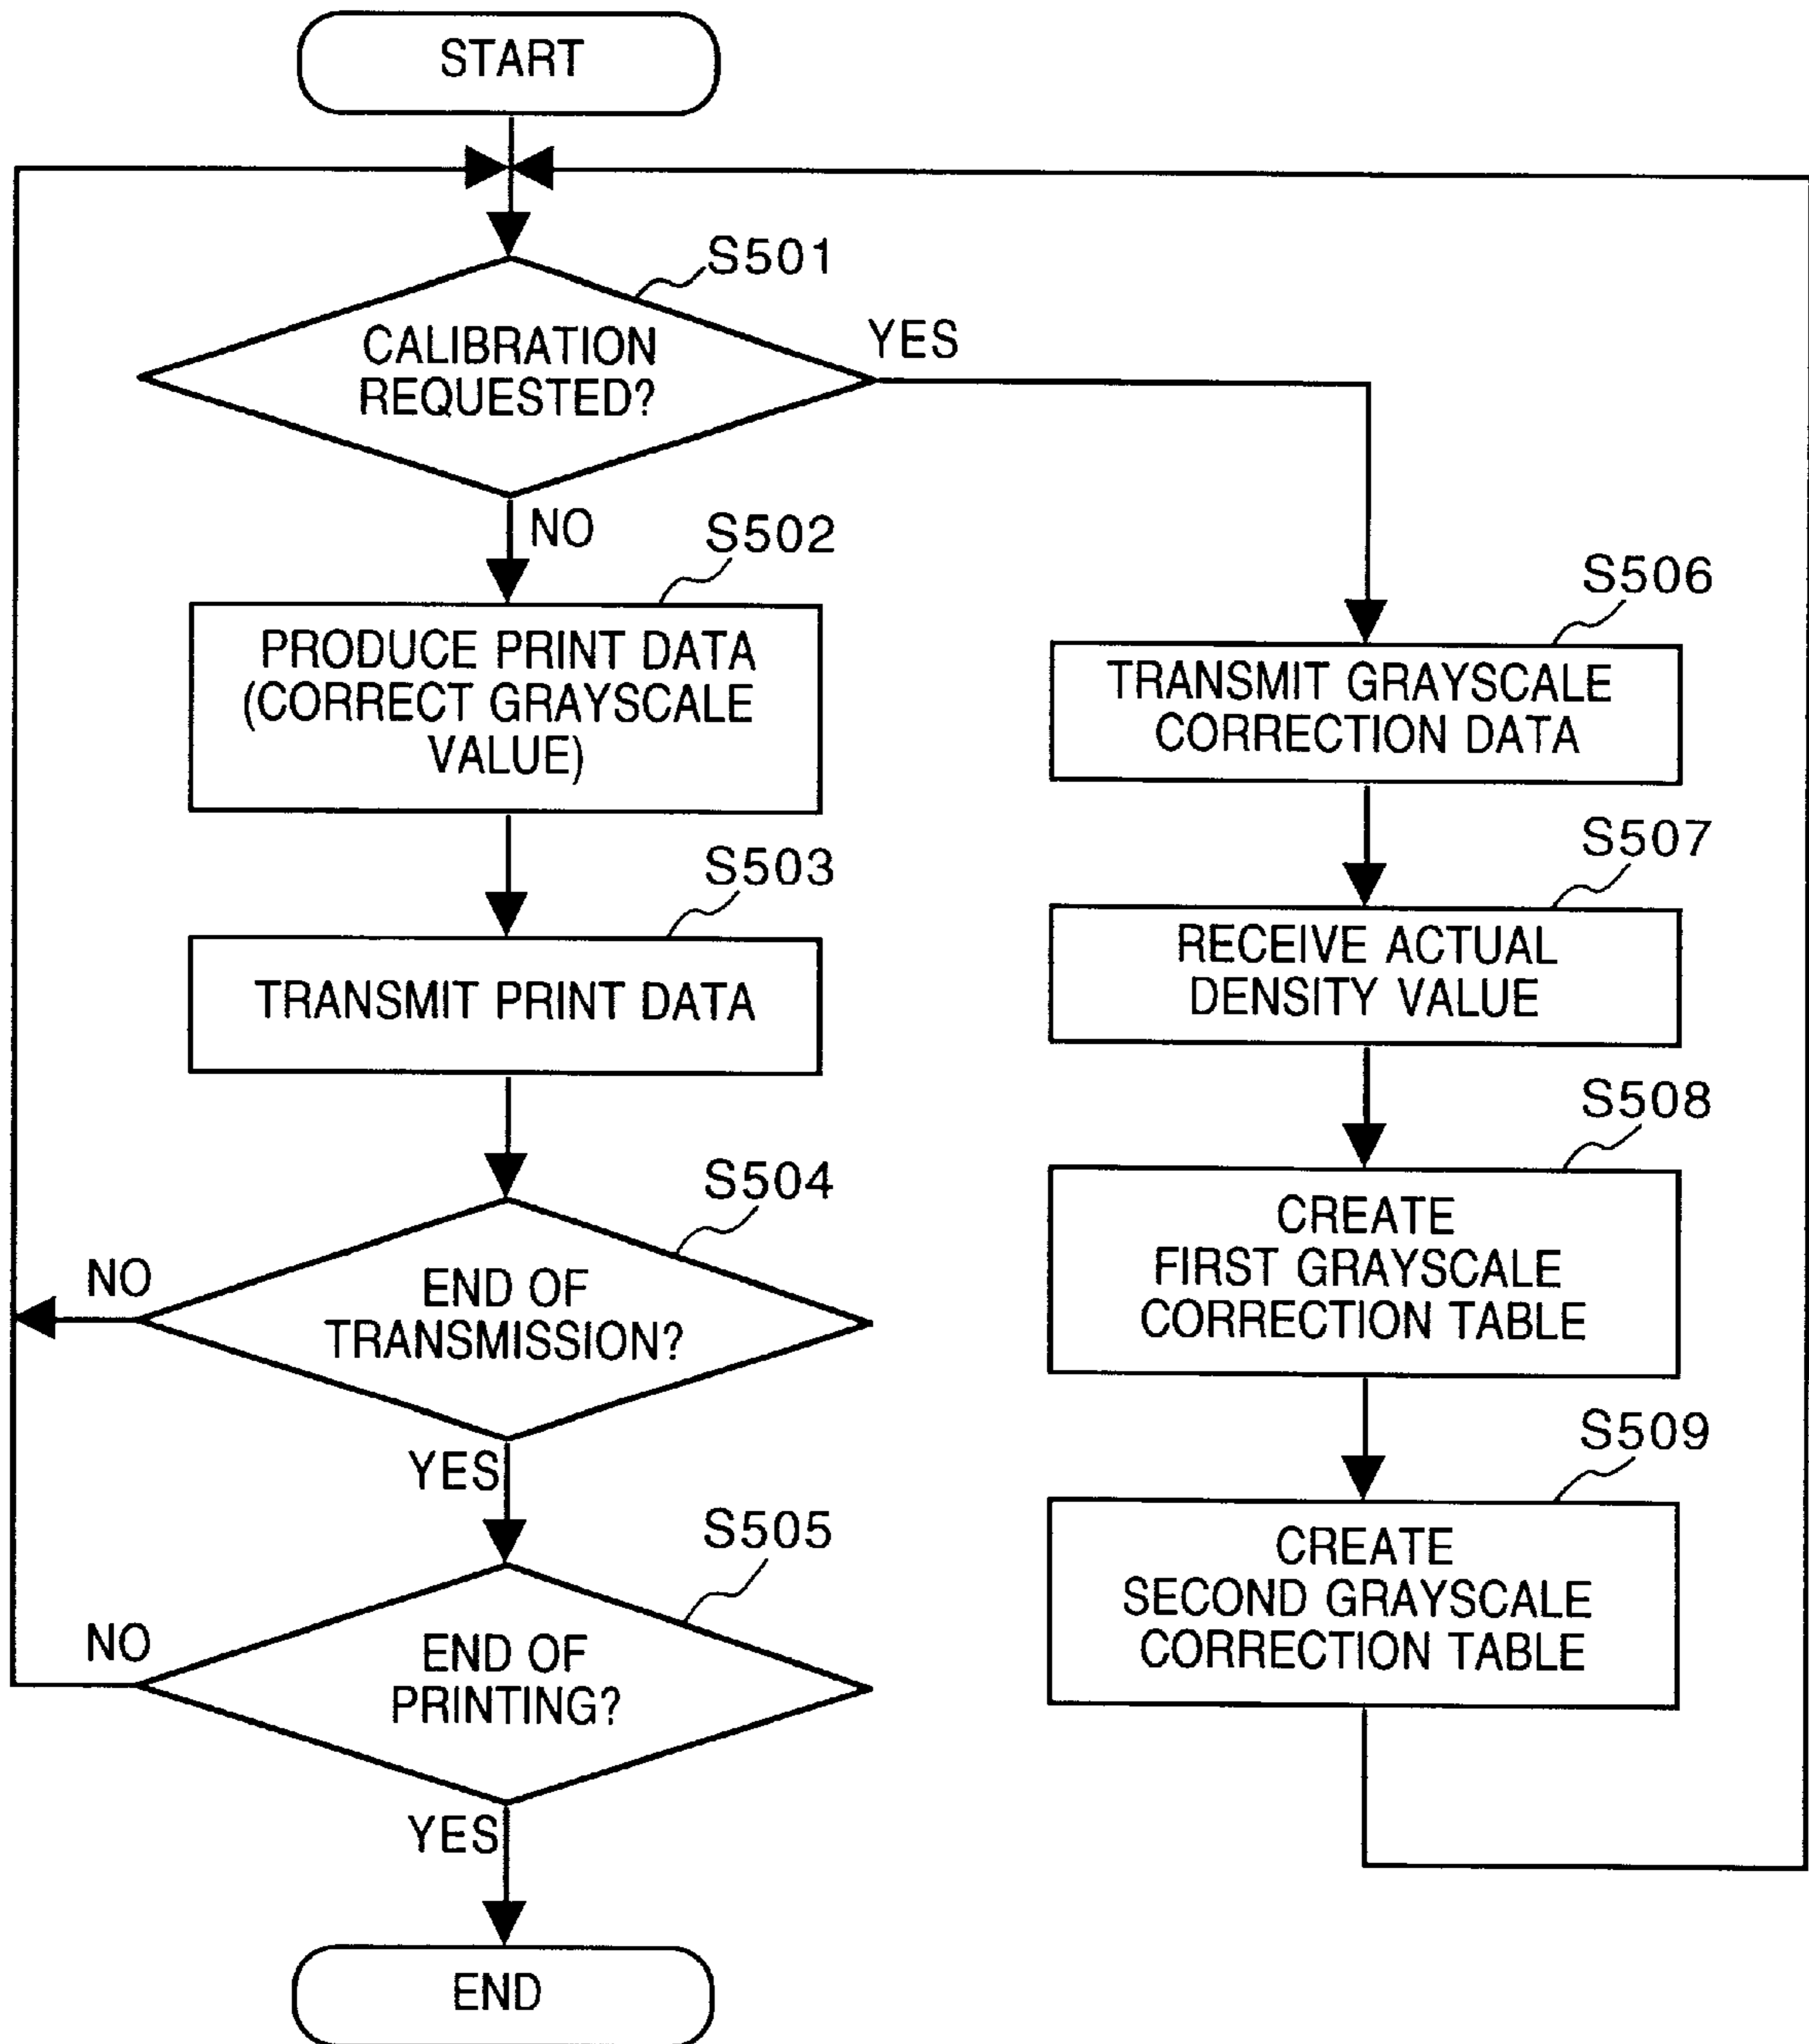 START
S501
CALIBRATION
REQUESTED?
YES
NO
S502
PRODUCE PRINT DATA
(CORRECT GRAYSCALE
VALUE)
S503
TRANSMIT PRINT DATA
S504
NO
END OF
TRANSMISSION?
YES
S505
NO
END OF
PRINTING?
YES
END
S506
TRANSMIT GRAYSCALE
CORRECTION DATA
S507
RECEIVE ACTUAL
DENSITY VALUE
S508
CREATE
FIRST GRAYSCALE
CORRECTION TABLE
S509
CREATE
SECOND GRAYSCALE
CORRECTION TABLE